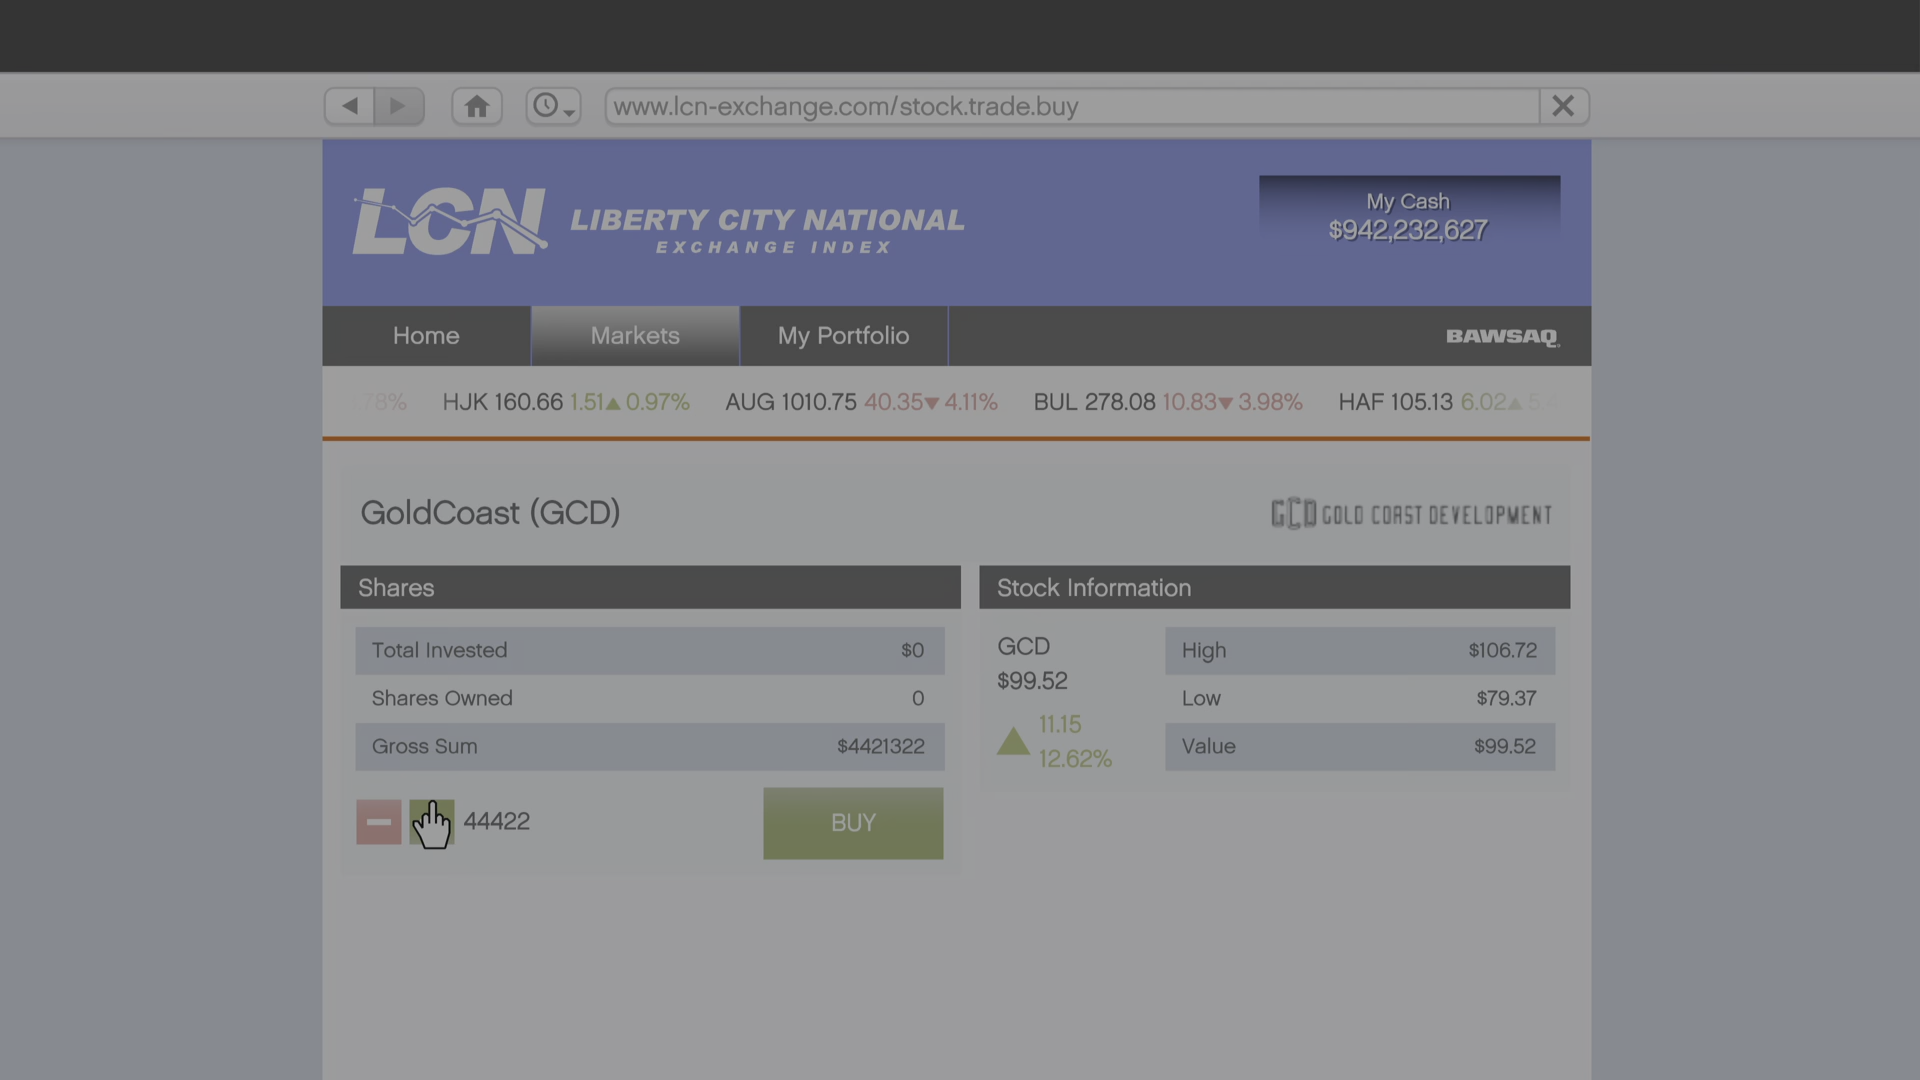 www.lcn-exchange.com/stock.trade.buy
LCN LIBERTY CITY NATIONAL
EXCHANGE INDEX
My Cash
$942,232,627
Home Markets My Portfolio BAWSAQ
.78% HJK 160.66 1.51▲0.97% AUG 1010.75 40.35▼4.11% BUL 278.08 10.83▼3.98% HAF 105.13 6.02▲
GoldCoast (GCD)
GCD GOLD COAST DEVELOPMENT
Shares
Total Invested $0
Shares Owned 0
Gross Sum $4421322
44422
BUY
Stock Information
GCD
$99.52
11.15
12.62%
High $106.72
Low $79.37
Value $99.52